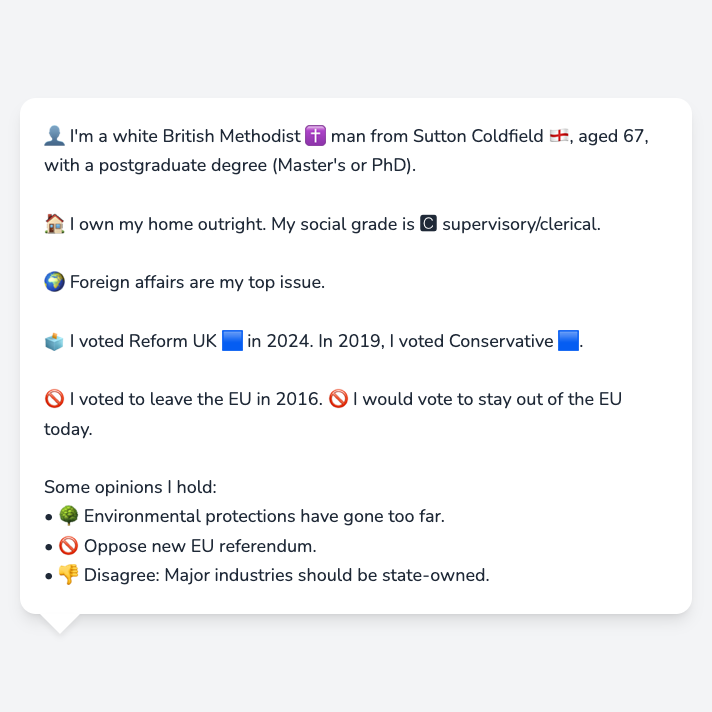 👤 I'm a white British Methodist ✝️ man from Sutton Coldfield 🏴󠁧󠁢󠁥󠁮󠁧󠁿, aged 67,
with a postgraduate degree (Master's or PhD).
🏠 I own my home outright. My social grade is 🅲 supervisory/clerical.
🌍 Foreign affairs are my top issue.
🗳️ I voted Reform UK 🟦 in 2024. In 2019, I voted Conservative 🟦.
🚫 I voted to leave the EU in 2016. 🚫 I would vote to stay out of the EU
today.
Some opinions I hold:
• 🌳 Environmental protections have gone too far.
• 🚫 Oppose new EU referendum.
• 👎 Disagree: Major industries should be state-owned.